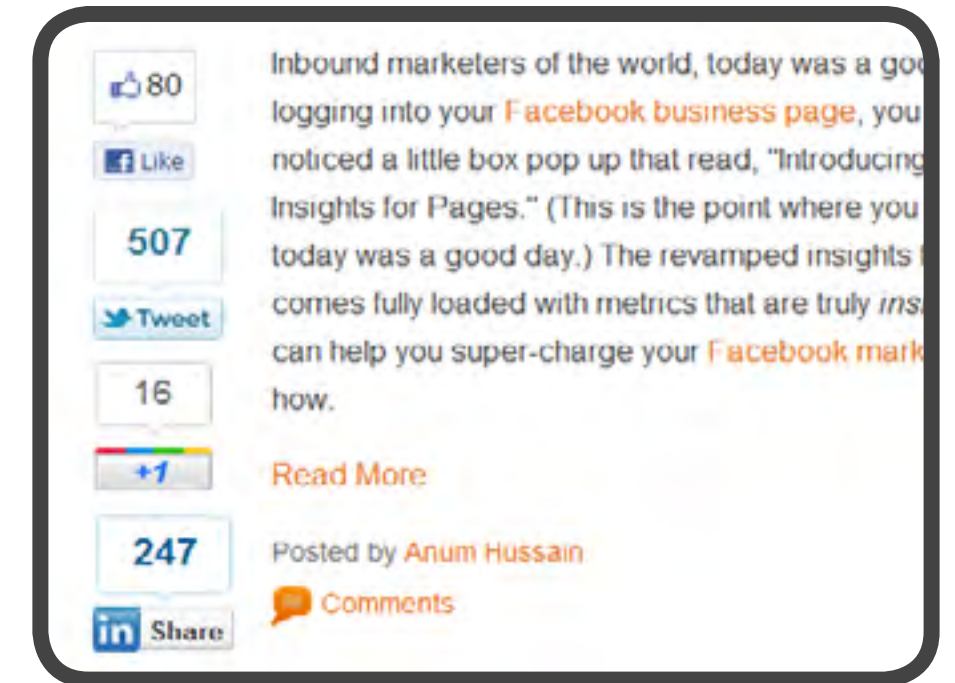 80
Like
507
Tweet
16
+1
247
in Share
Inbound marketers of the world, today was a
logging into your Facebook business page, you
noticed a little box pop up that read, "Introducing
Insights for Pages." (This is the point where you
today was a good day.) The revamped insights
comes fully loaded with metrics that are truly
can help you super-charge your Facebook
how.
Read More
Posted by Anum Hussain
Comments